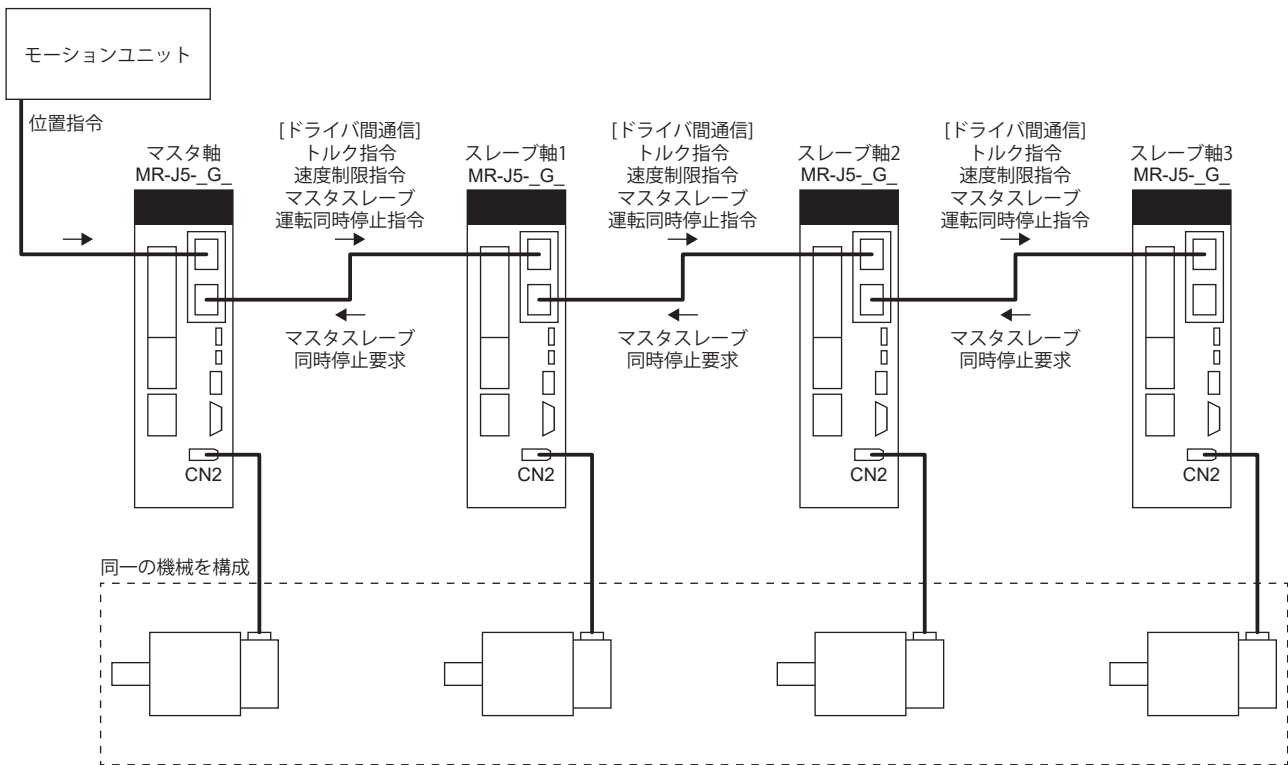 モーションユニット
位置指令
マスタ軸
MR-J5-_G_
[ドライバ間通信]
トルク指令
速度制限指令
マスタスレーブ
運転同時停止指令
マスタスレーブ
同時停止要求
スレーブ軸1
MR-J5-_G_
[ドライバ間通信]
トルク指令
速度制限指令
マスタスレーブ
運転同時停止指令
マスタスレーブ
同時停止要求
スレーブ軸2
MR-J5-_G_
[ドライバ間通信]
トルク指令
速度制限指令
マスタスレーブ
運転同時停止指令
マスタスレーブ
同時停止要求
スレーブ軸3
MR-J5-_G_
CN2
CN2
CN2
CN2
同一の機械を構成